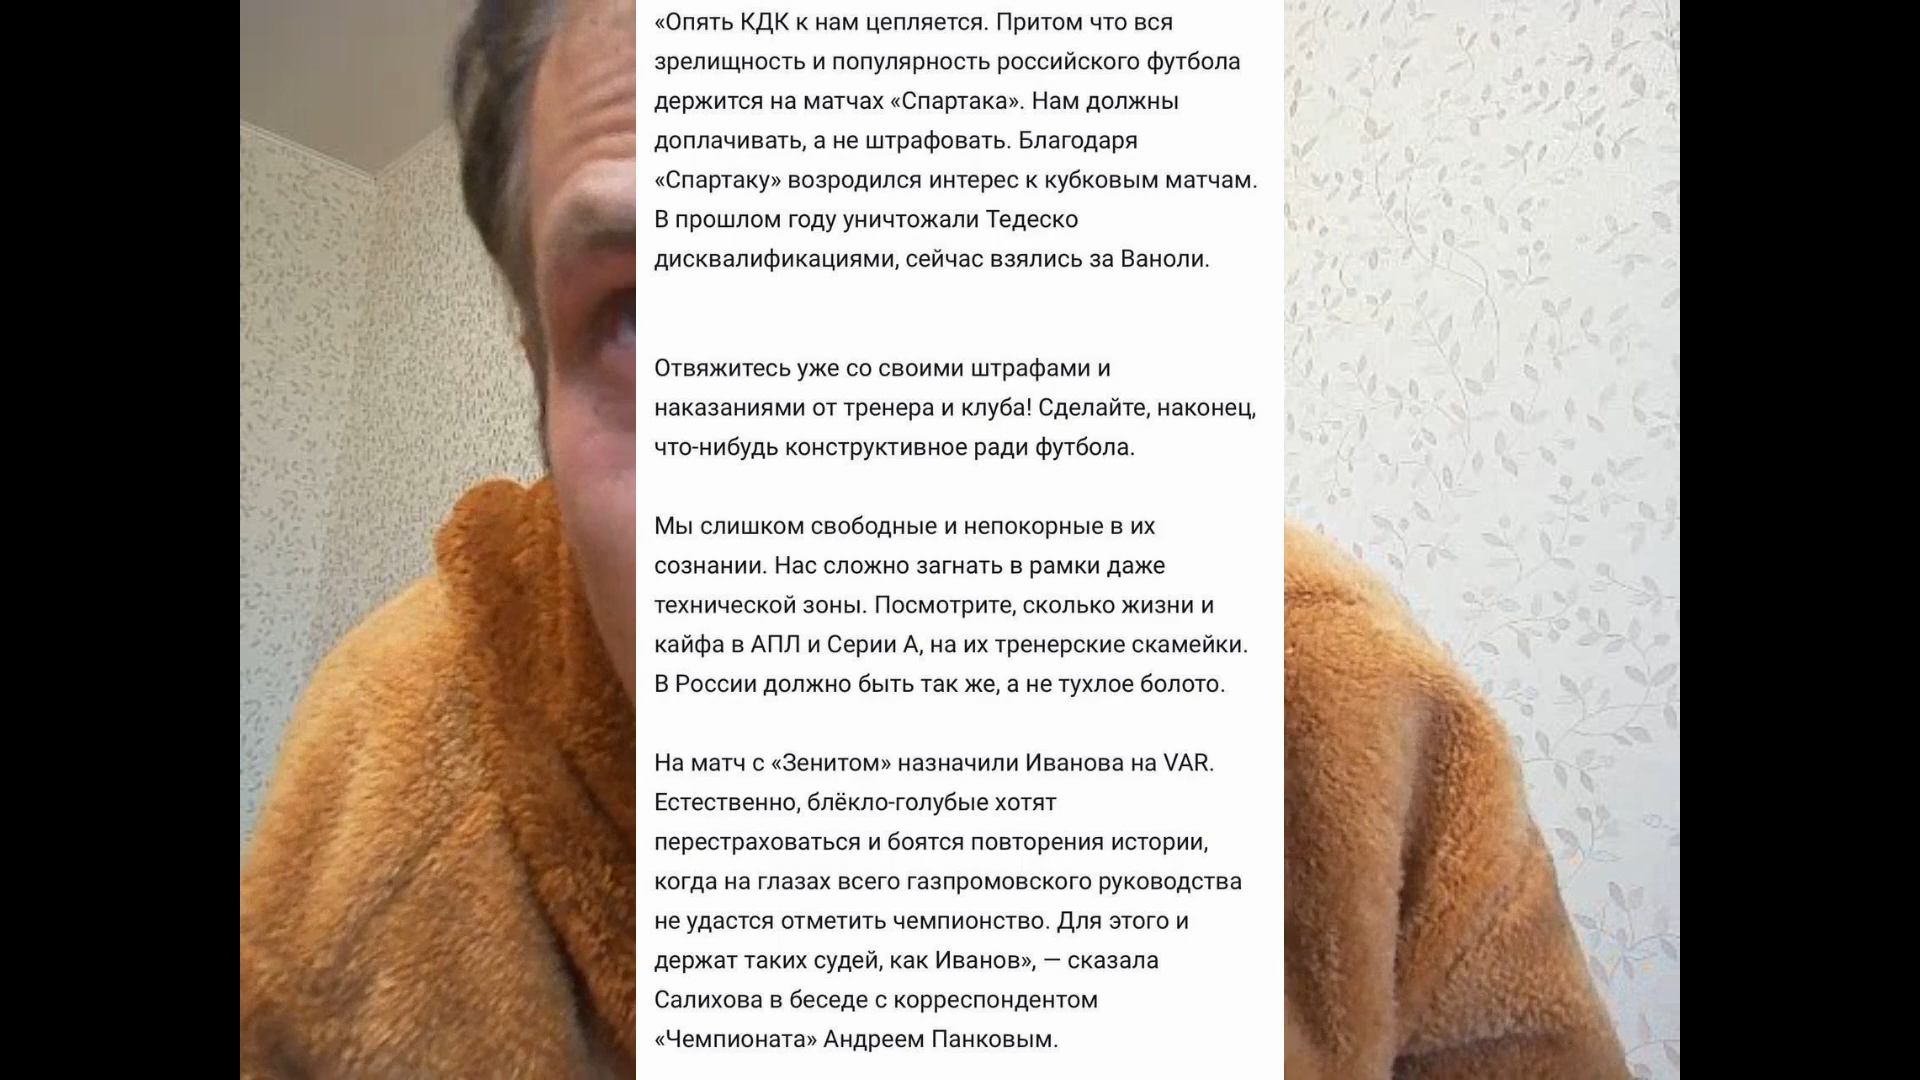 «Опять КДК к нам цепляется. Притом что вся
зрелищность и популярность российского футбола
держится на матчах «Спартака». Нам должны
доплачивать, а не штрафовать. Благодаря
«Спартаку» возродился интерес к кубковым матчам.
В прошлом году уничтожали Тедеско
дисквалификациями, сейчас взялись за Ваноли.
Отвяжитесь уже со своими штрафами и
наказаниями от тренера и клуба! Сделайте, наконец,
что-нибудь конструктивное ради футбола.
Мы слишком свободные и непокорные в их
сознании. Нас сложно загнать в рамки даже
технической зоны. Посмотрите, сколько жизни и
кайфа в АПЛ и Серии А, на их тренерские скамейки.
В России должно быть так же, а не тухлое болото.
На матч с «Зенитом» назначили Иванова на VAR.
Естественно, блёкло-голубые хотят
перестраховаться и боятся повторения истории,
когда на глазах всего газпромовского руководства
не удастся отметить чемпионство. Для этого и
держат таких судей, как Иванов», — сказала
Салихова в беседе с корреспондентом
«Чемпионата» Андреем Панковым.